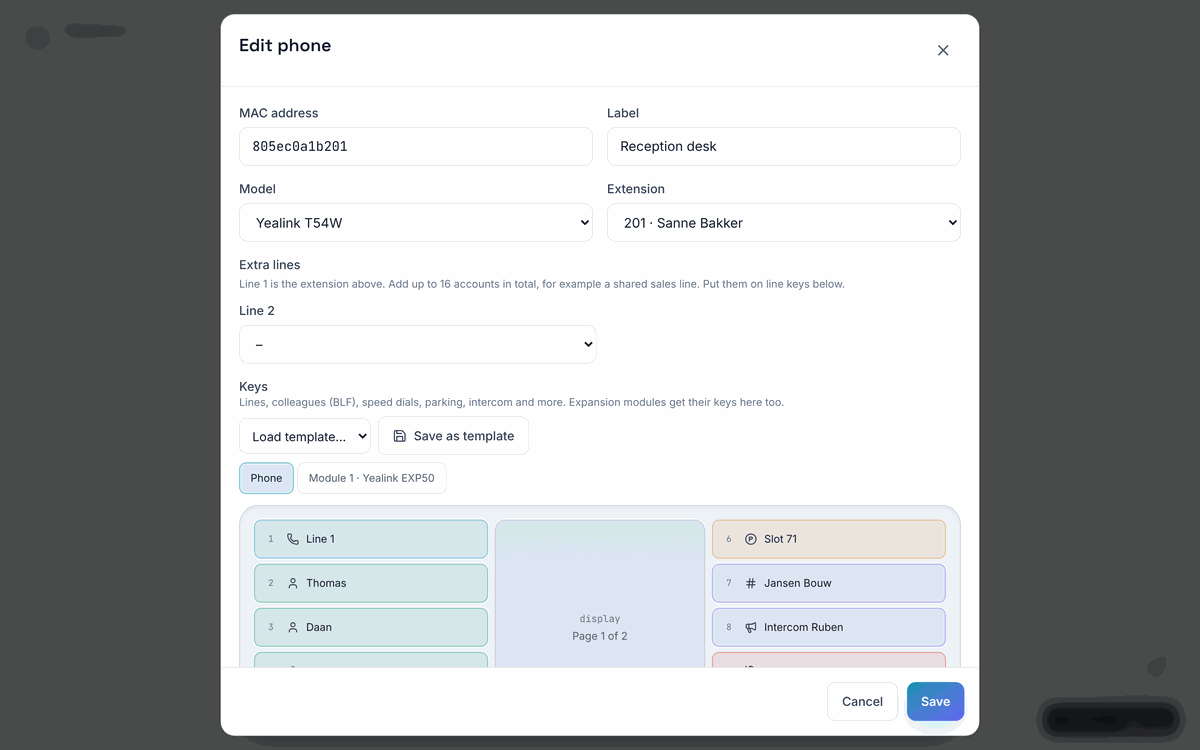 Edit phone
MAC address
Label
805ec0a1b201
Reception desk
Model
Extension
Yealink T54W
201 · Sanne Bakker
Extra lines
Line 1 is the extension above. Add up to 16 accounts in total, for example a shared sales line. Put them on line keys below.
Line 2
–
Keys
Lines, colleagues (BLF), speed dials, parking, intercom and more. Expansion modules get their keys here too.
Load template...
Save as template
Phone
Module 1 · Yealink EXP50
1 Line 1
6 Slot 71
2 Thomas
7 Jansen Bouw
3 Daan
8 Intercom Ruben
display
Page 1 of 2
Cancel
Save